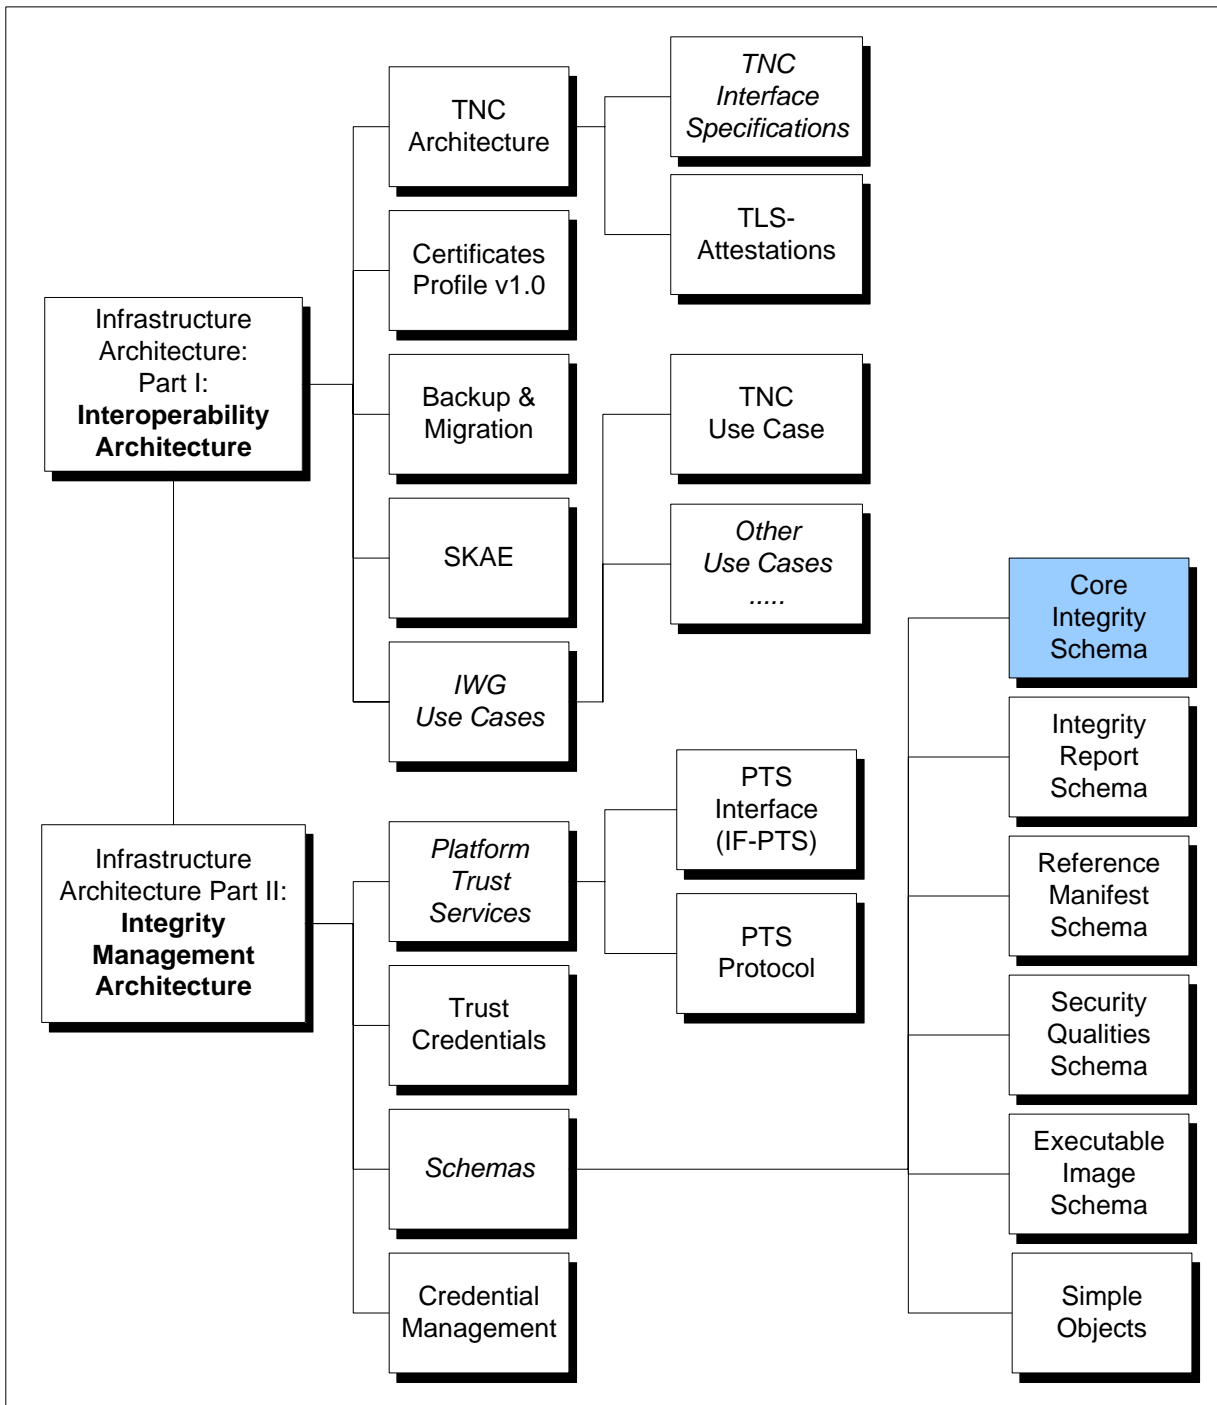 TNC
Architecture
TNC
Interface
Specifications
TLS-
Attestations
Certificates
Profile v1.0
Infrastructure
Architecture:
Part I:
Interoperability
Architecture
Backup &
Migration
TNC
Use Case
SKAE
Other
Use Cases
.....
IWG
Use Cases
Core
Integrity
Schema
Integrity
Report
Schema
PTS
Interface
(IF-PTS)
Infrastructure
Architecture Part II:
Integrity
Management
Architecture
Platform
Trust
Services
PTS
Protocol
Reference
Manifest
Schema
Trust
Credentials
Security
Qualities
Schema
Schemas
Executable
Image
Schema
Credential
Management
Simple
Objects